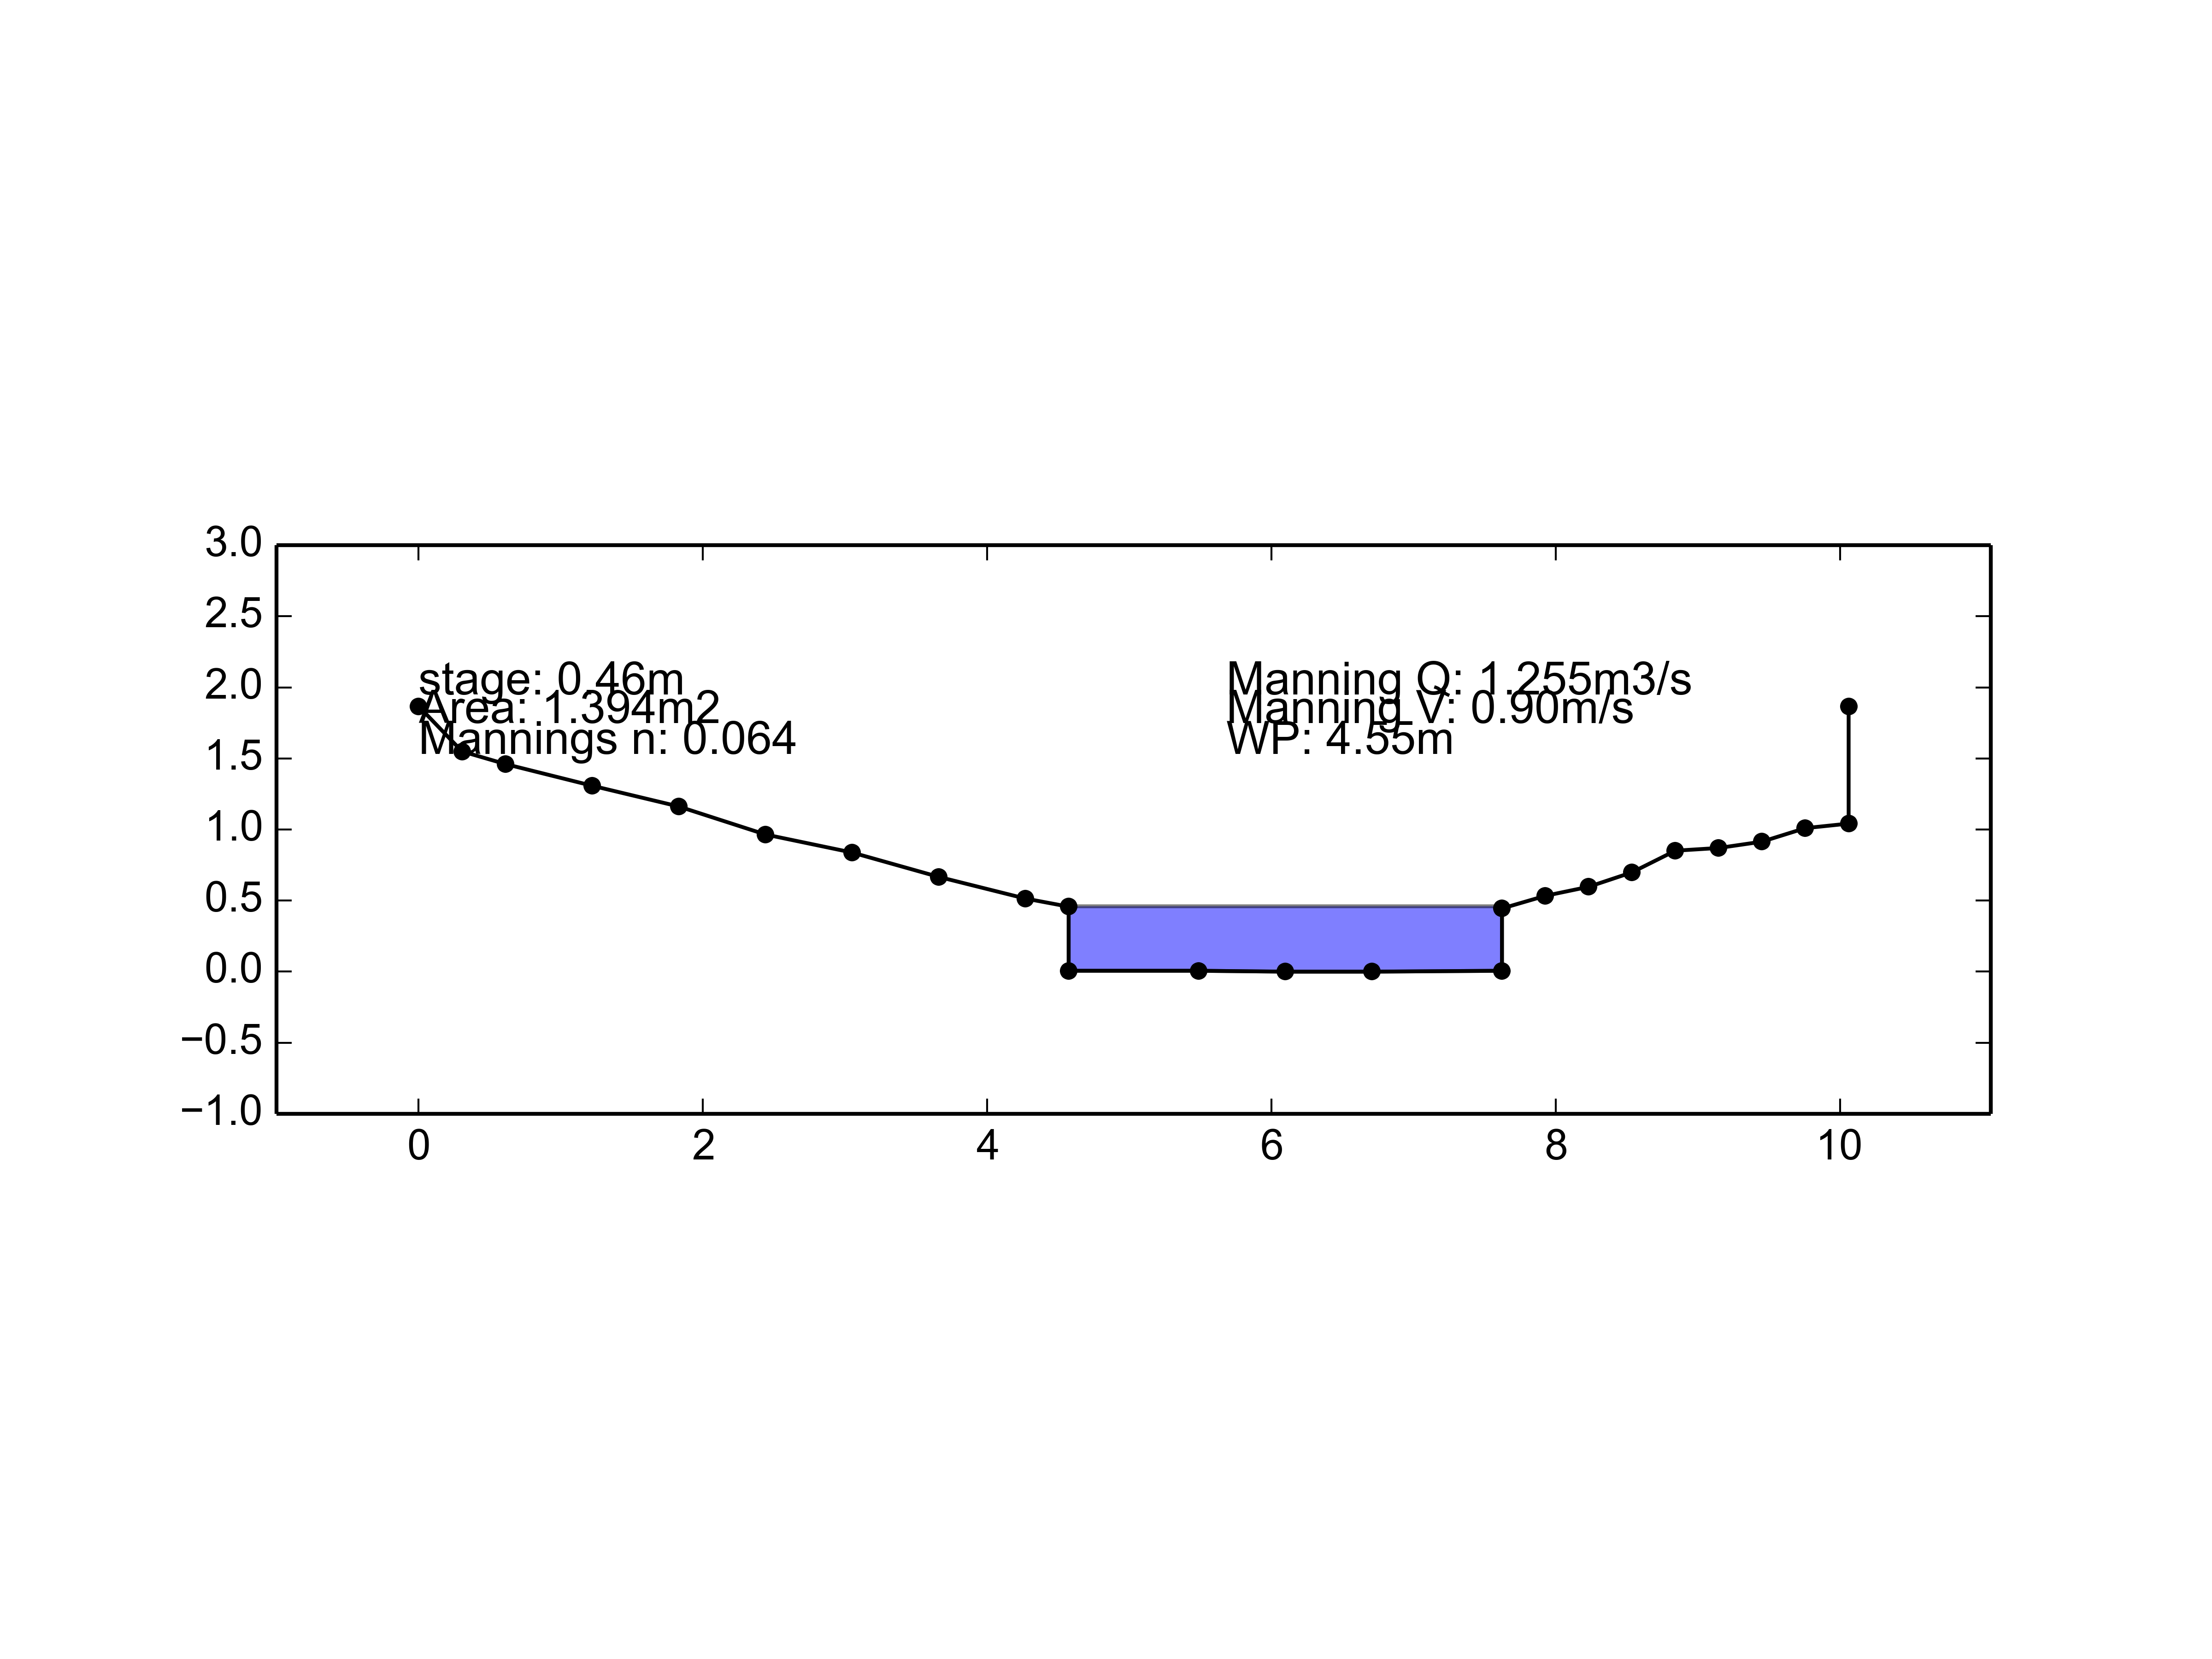 3.0
2.5
2.0
1.5
1.0
0.5
0.0
−0.5
−1.0
stage: 0.46m
Area: 1.394m2
Mannings n: 0.064
Manning Q: 1.255m3/s
Manning V: 0.90m/s
WP: 4.55m
0 2 4 6 8 10